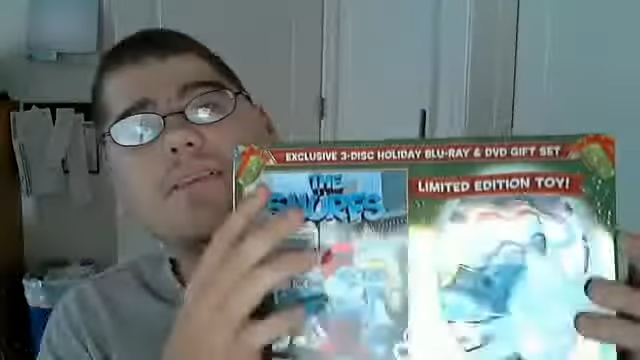 EXCLUSIVE 3-DISC HOLIDAY BLU-RAY & DVD GIFT SET
THE
SMURFS
LIMITED EDITION TOY!